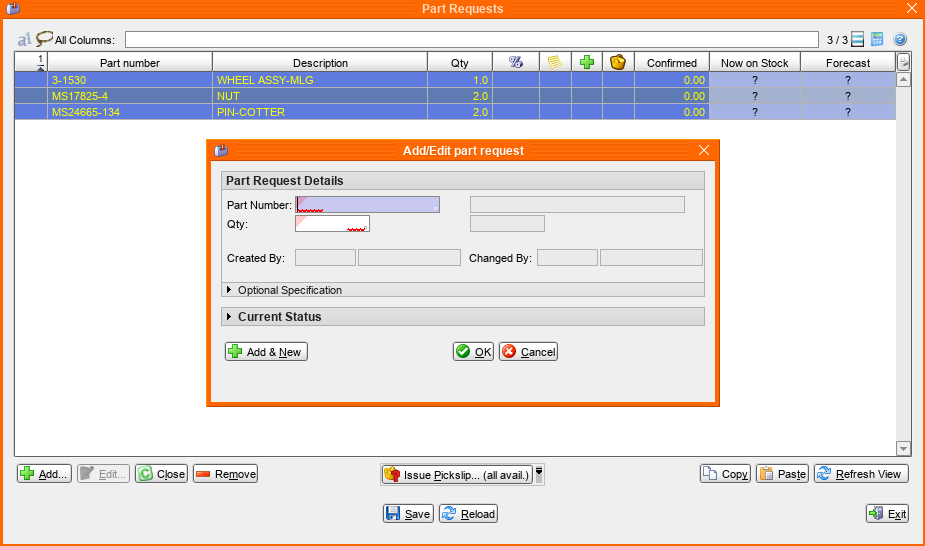 Part Requests
All Columns: 3 / 3
1 Part number Description Qty % Confirmed Now on Stock Forecast
3-1530 WHEEL ASSY-MLG 1.0 0.00 ? ?
MS17825-4 NUT 2.0 0.00 ? ?
MS24665-134 PIN-COTTER 2.0 0.00 ? ?
Add/Edit part request
Part Request Details
Part Number:
Qty:
Created By: Changed By:
Optional Specification
Current Status
Add & New OK Cancel
Add... Edit... Close Remove Issue Pickslip... (all avail.) Copy Paste Refresh View
Save Reload Exit